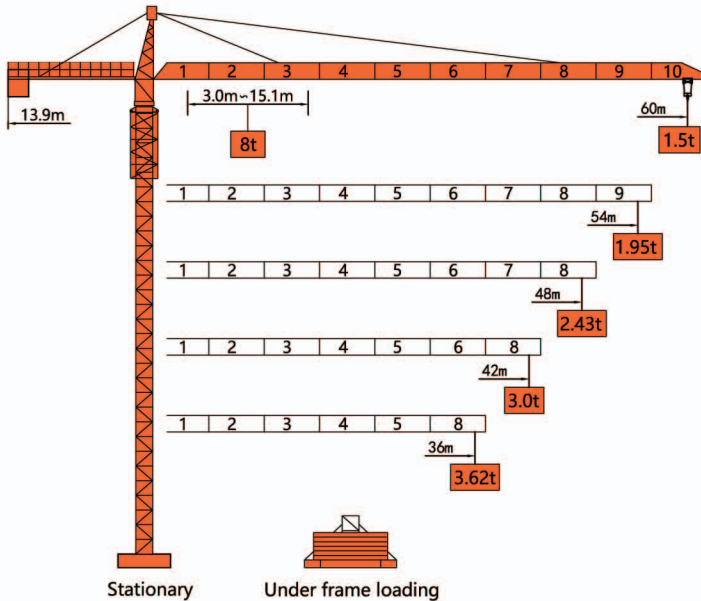 1 2 3 4 5 6 7 8 9 10
3.0m~15.1m
13.9m
60m
8t
1.5t
1 2 3 4 5 6 7 8 9
54m
1.95t
1 2 3 4 5 6 7 8
48m
2.43t
1 2 3 4 5 6 8
42m
3.0t
1 2 3 4 5 8
36m
3.62t
Stationary
Under frame loading